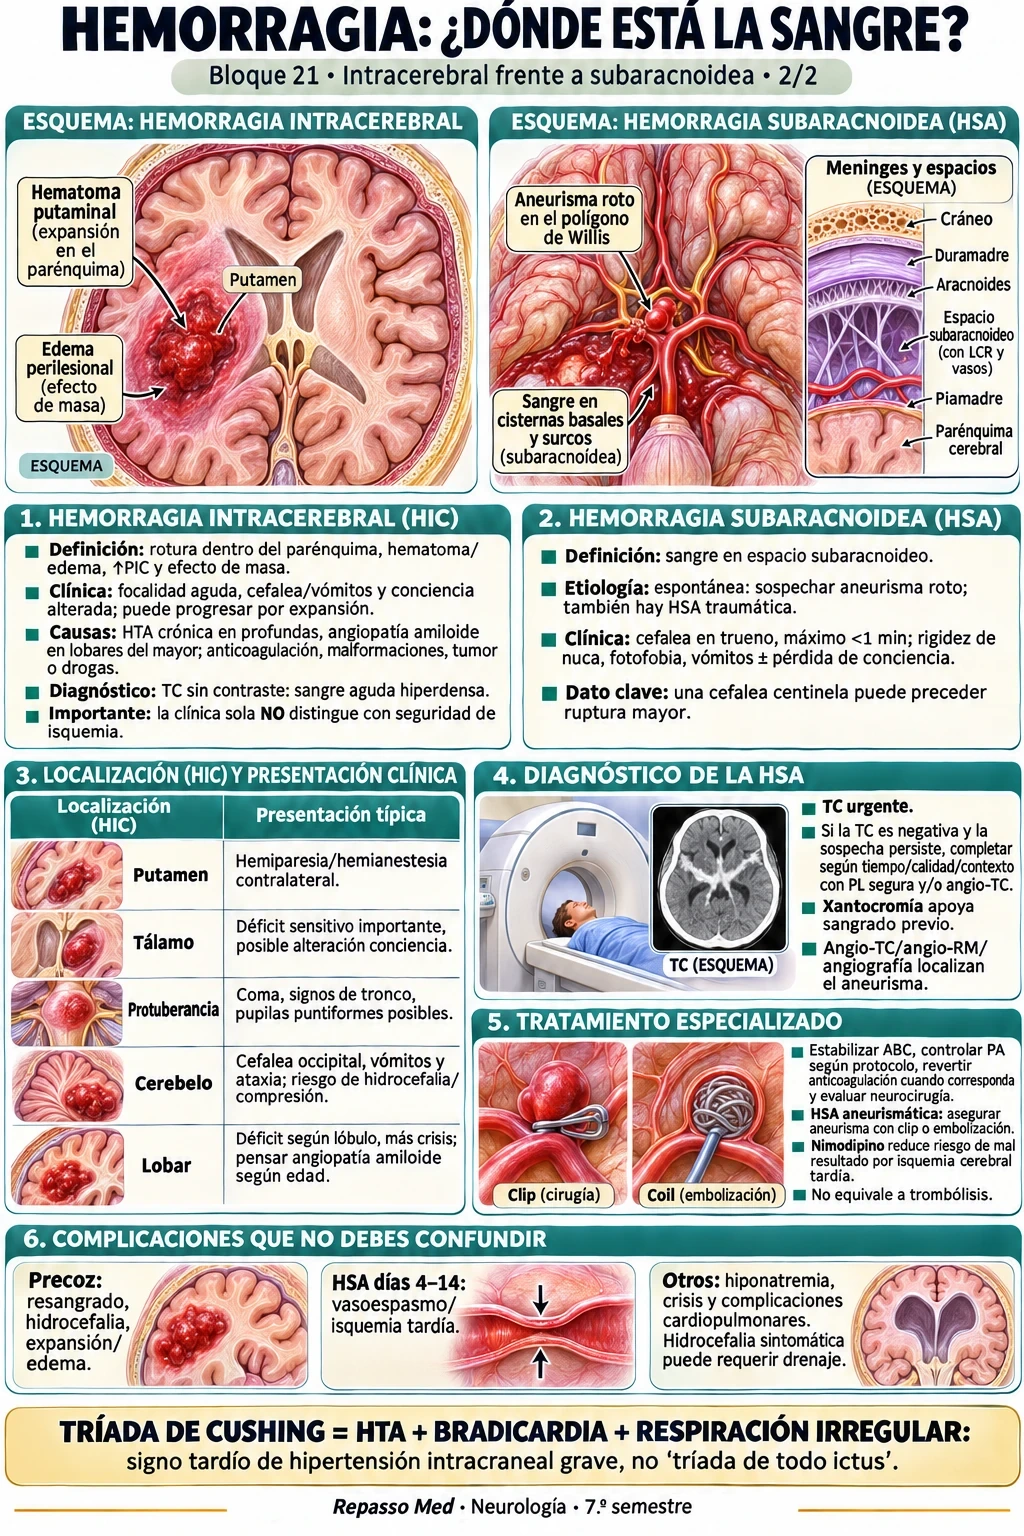 HEMORRAGIA: ¿DÓNDE ESTÁ LA SANGRE?
Bloque 21 • Intracerebral frente a subaracnoidea • 2/2
ESQUEMA: HEMORRAGIA INTRACEREBRAL
Hematoma
putaminal
(expansión
en el
parénquima)
Putamen
Edema
perilesional
(efecto
de masa)
ESQUEMA
ESQUEMA: HEMORRAGIA SUBARACNOIDEA (HSA)
Aneurisma roto
en el polígono
de Willis
Sangre en
cisternas basales
y surcos
(subaracnoídea)
Meninges y espacios
(ESQUEMA)
Cráneo
Duramadre
Aracnoides
Espacio
subaracnoideo
(con LCR y
vasos)
Piamadre
Parénquima
cerebral
1. HEMORRAGIA INTRACEREBRAL (HIC)
Definición: rotura dentro del parénquima, hematoma/
edema, ↑PIC y efecto de masa.
Clínica: focalidad aguda, cefalea/vómitos y conciencia
alterada; puede progresar por expansión.
Causas: HTA crónica en profundas, angiopatía amiloide
en lobares del mayor; anticoagulación, malformaciones, tumor
o drogas.
Diagnóstico: TC sin contraste: sangre aguda hiperdensa.
Importante: la clínica sola NO distingue con seguridad de
isquemia.
2. HEMORRAGIA SUBARACNOIDEA (HSA)
Definición: sangre en espacio subaracnoideo.
Etiología: espontánea: sospechar aneurisma roto;
también hay HSA traumática.
Clínica: cefalea en trueno, máximo <1 min; rigidez de
nuca, fotofobia, vómitos ± pérdida de conciencia.
Dato clave: una cefalea centinela puede preceder
ruptura mayor.
3. LOCALIZACIÓN (HIC) Y PRESENTACIÓN CLÍNICA
Localización
(HIC)
Presentación típica
Putamen
Hemiparesia/hemianestesia
contralateral.
Tálamo
Déficit sensitivo importante,
posible alteración conciencia.
Protuberancia
Coma, signos de tronco,
pupilas puntiformes posibles.
Cerebelo
Cefalea occipital, vómitos y
ataxia; riesgo de hidrocefalia/
compresión.
Lobar
Déficit según lóbulo, más crisis;
pensar angiopatía amiloide
según edad.
4. DIAGNÓSTICO DE LA HSA
TC (ESQUEMA)
TC urgente.
Si la TC es negativa y la
sospecha persiste, completar
según tiempo/calidad/contexto
con PL segura y/o angio-TC.
Xantocromía apoya
sangrado previo.
Angio-TC/angio-RM/
angiografía localizan
el aneurisma.
5. TRATAMIENTO ESPECIALIZADO
Clip (cirugía)
Coil (embolización)
Estabilizar ABC, controlar PA
según protocolo, revertir
anticoagulación cuando corresponda
y evaluar neurocirugía.
HSA aneurismática: asegurar
aneurisma con clip o embolización.
Nimodipino reduce riesgo de mal
resultado por isquemia cerebral
tardía.
No equivale a trombólisis.
6. COMPLICACIONES QUE NO DEBES CONFUNDIR
Precoz:
resangrado,
hidrocefalia,
expansión/
edema.
HSA días 4–14:
vasoespasmo/
isquemia tardía.
Otros: hiponatremia,
crisis y complicaciones
cardiopulmonares.
Hidrocefalia sintomática
puede requerir drenaje.
TRÍADA DE CUSHING = HTA + BRADICARDIA + RESPIRACIÓN IRREGULAR:
signo tardío de hipertensión intracraneal grave, no ‘tríada de todo ictus’.
Repasso Med • Neurología • 7.º semestre